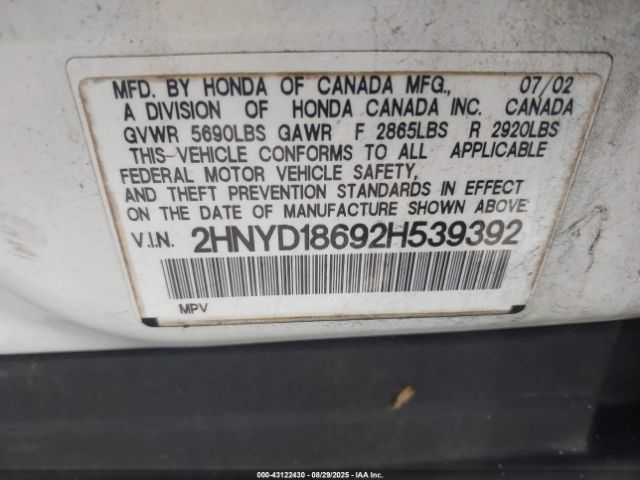 MFD. BY HONDA OF CANADA MFG., 07/02
A DIVISION OF HONDA CANADA INC. CANADA
GVWR 5690LBS GAWR F 2865LBS R 2920LBS
THIS VEHICLE CONFORMS TO ALL APPLICABLE
FEDERAL MOTOR VEHICLE SAFETY,
AND THEFT PREVENTION STANDARDS IN EFFECT
ON THE DATE OF MANUFACTURE SHOWN ABOVE.
V.I.N. 2HNYD18692H539392
MPV
000-43122430 - 08/29/2025 - IAAI.com